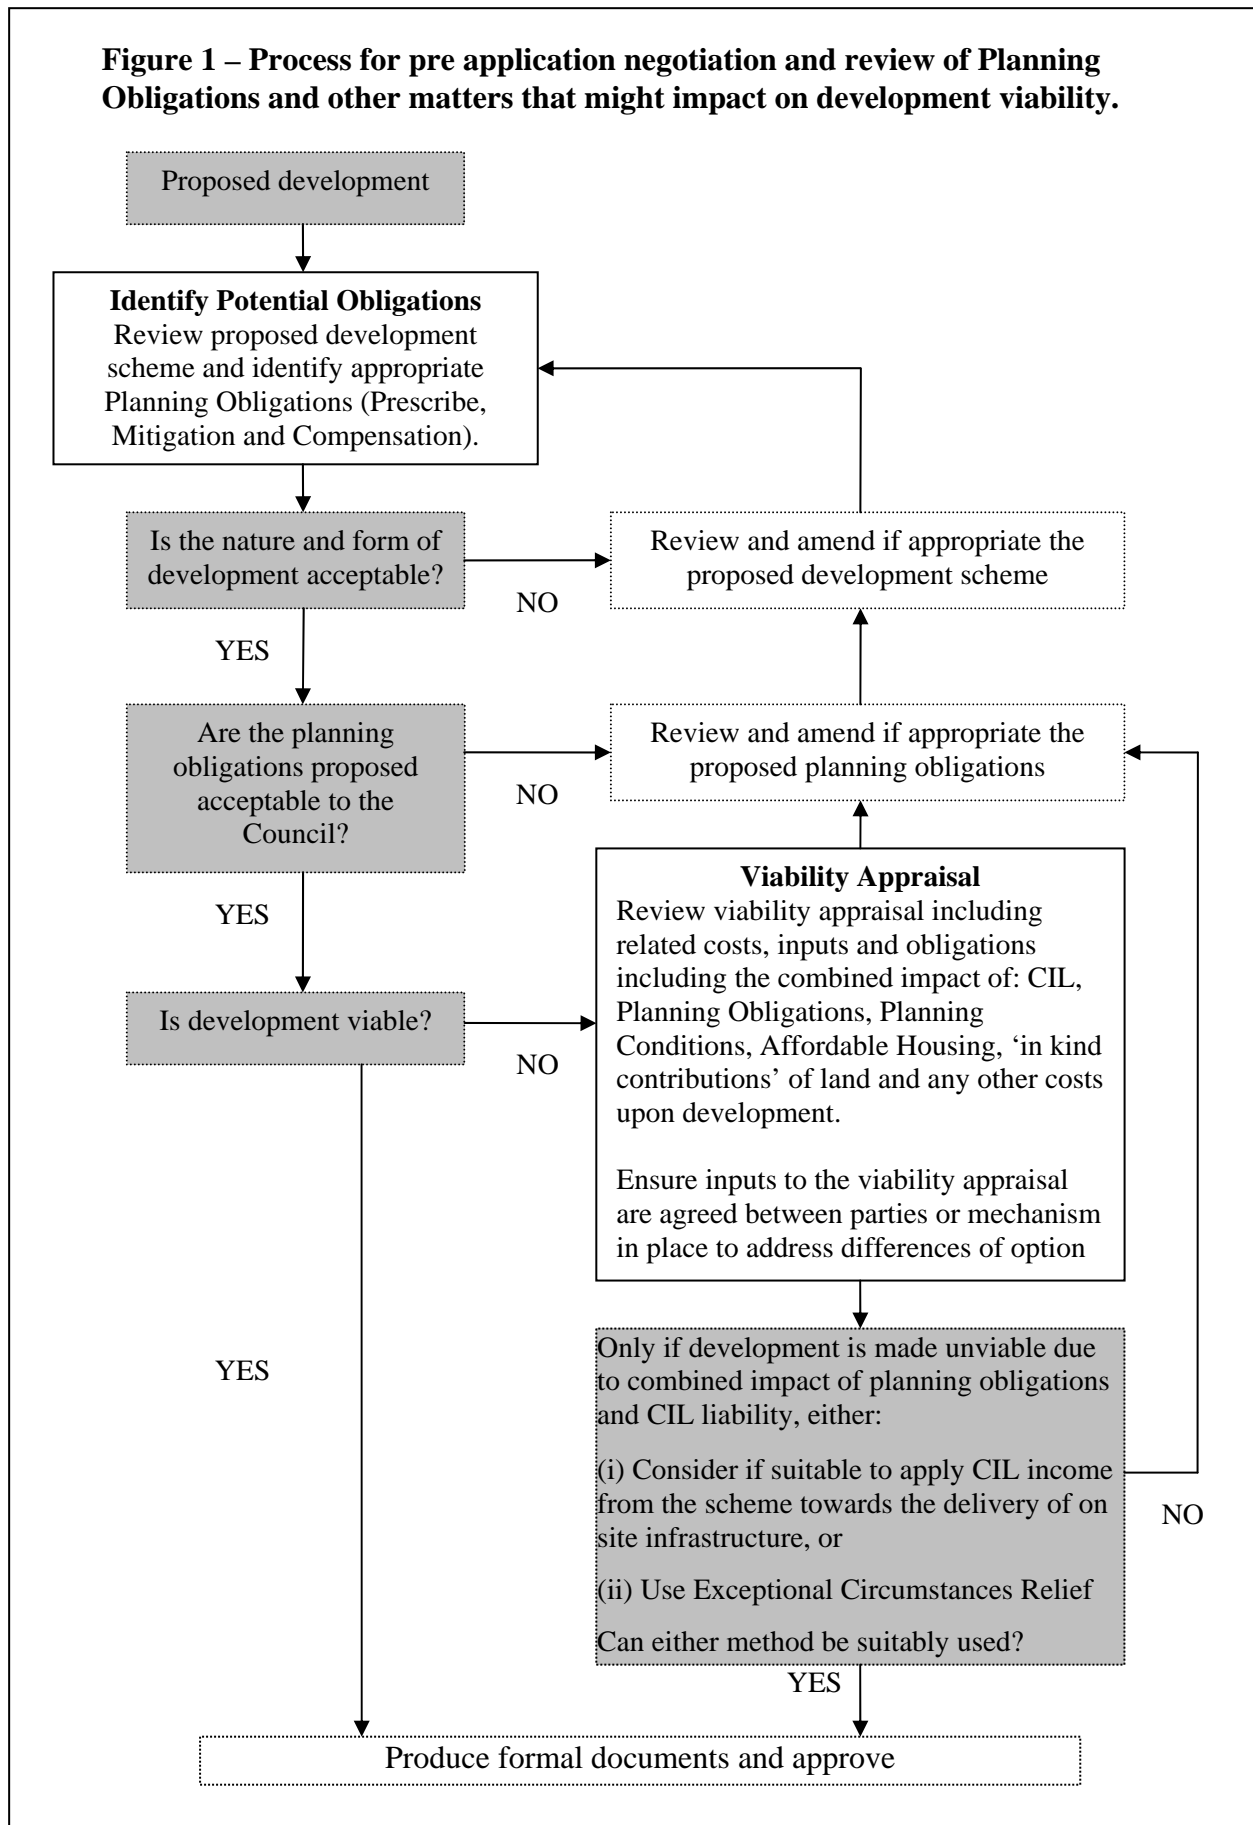 Figure 1 – Process for pre application negotiation and review of Planning
Obligations and other matters that might impact on development viability.
Proposed development
Identify Potential Obligations
Review proposed development
scheme and identify appropriate
Planning Obligations (Prescribe,
Mitigation and Compensation).
Is the nature and form of
development acceptable?
NO
Review and amend if appropriate the
proposed development scheme
YES
Are the planning
obligations proposed
acceptable to the
Council?
NO
Review and amend if appropriate the
proposed planning obligations
YES
Is development viable?
NO
Viability Appraisal
Review viability appraisal including
related costs, inputs and obligations
including the combined impact of: CIL,
Planning Obligations, Planning
Conditions, Affordable Housing, ‘in kind
contributions’ of land and any other costs
upon development.
Ensure inputs to the viability appraisal
are agreed between parties or mechanism
in place to address differences of option
YES
Only if development is made unviable due
to combined impact of planning obligations
and CIL liability, either:
(i) Consider if suitable to apply CIL income
from the scheme towards the delivery of on
site infrastructure, or
(ii) Use Exceptional Circumstances Relief
Can either method be suitably used?
NO
YES
Produce formal documents and approve